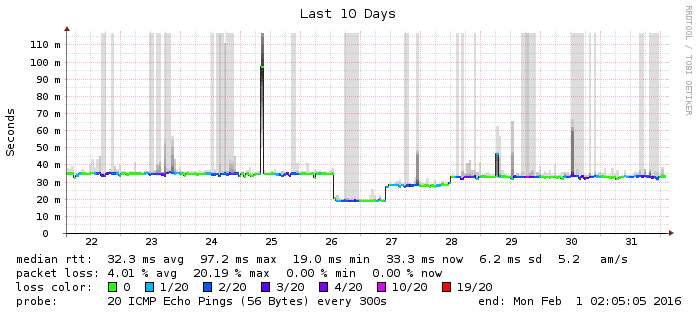 Last 10 Days
RRDTOOL / TOBI OETIKER
Seconds
110 m
100 m
90 m
80 m
70 m
60 m
50 m
40 m
30 m
20 m
10 m
0
22 23 24 25 26 27 28 29 30 31
median rtt: 32.3 ms avg 97.2 ms max 19.0 ms min 33.3 ms now 6.2 ms sd 5.2 am/s
packet loss: 4.01 % avg 20.19 % max 0.00 % min 0.00 % now
loss color: 0 1/20 2/20 3/20 4/20 10/20 19/20
probe: 20 ICMP Echo Pings (56 Bytes) every 300s end: Mon Feb 1 02:05:05 2016